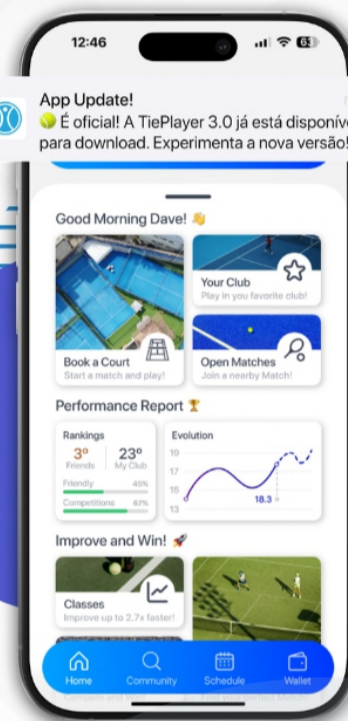 12:46
63
App Update!
🎾 É oficial! A TiePlayer 3.0 já está disponíve
para download. Experimenta a nova versão!
Good Morning Dave! 👋
Your Club
Play in you favorite club!
Book a Court
Start a match and play!
Open Matches
Join a nearby Match!
Performance Report 🏆
Rankings
3º
23º
Friends
My Club
Friendly
45%
Competitions
67%
Evolution
19
17
15
13
18.3
Improve and Win! 🚀
Classes
Improve up to 2.7x faster!
Home
Community
Schedule
Wallet